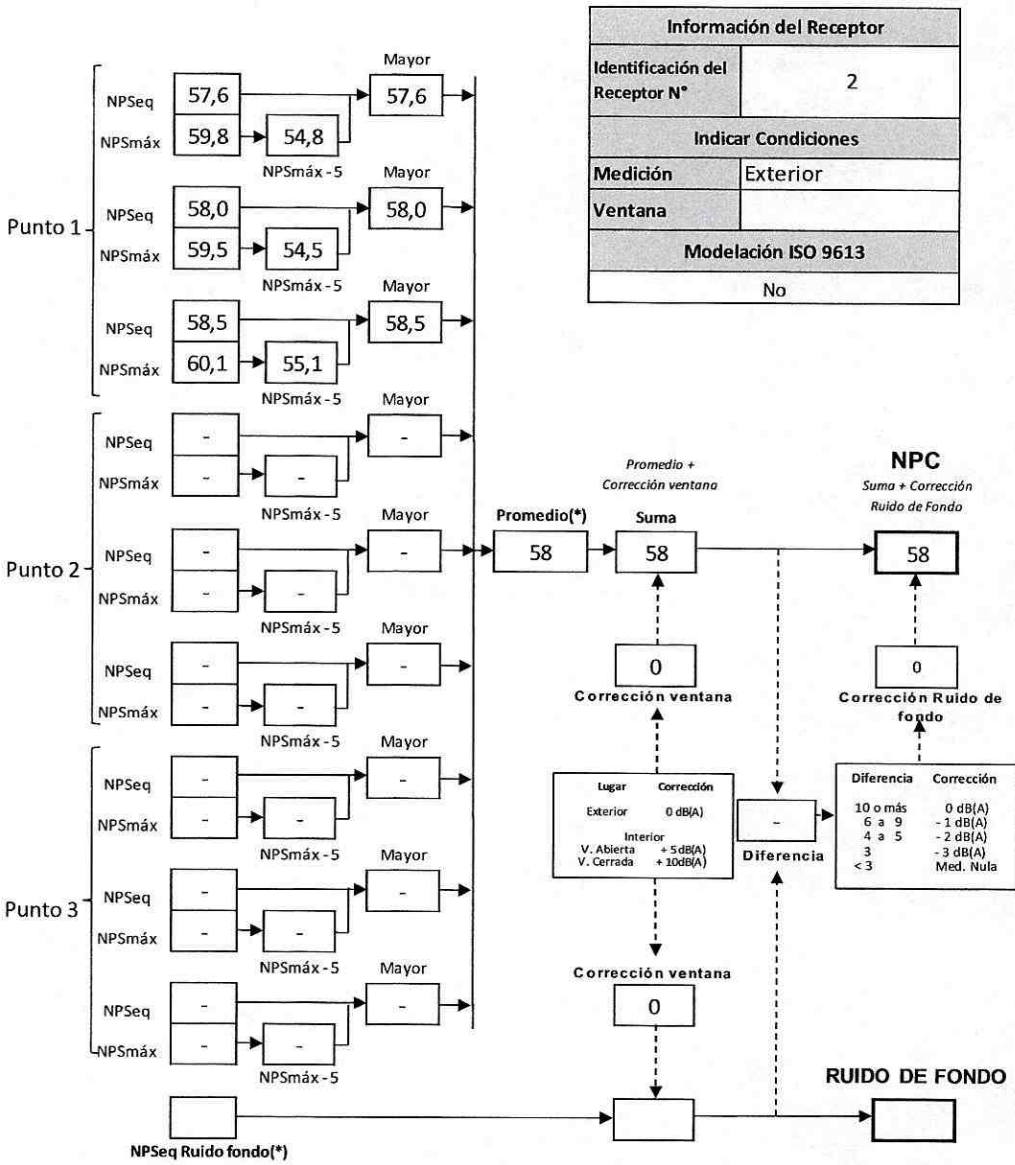 Información del Receptor
Identificación del Receptor N°
2
Indicar Condiciones
Medición
Exterior
Ventana
Modelación ISO 9613
No
Punto 1
Mayor
NPSeq
57,6
57,6
NPSmáx
59,8
54,8
NPSmáx - 5
Mayor
NPSeq
58,0
58,0
NPSmáx
59,5
54,5
NPSmáx - 5
Mayor
NPSeq
58,5
58,5
NPSmáx
60,1
55,1
NPSmáx - 5
Punto 2
Mayor
NPSeq
-
-
NPSmáx
-
-
NPSmáx - 5
Mayor
NPSeq
-
-
NPSmáx
-
-
NPSmáx - 5
Mayor
NPSeq
-
-
NPSmáx
-
-
NPSmáx - 5
Punto 3
Mayor
NPSeq
-
-
NPSmáx
-
-
NPSmáx - 5
Mayor
NPSeq
-
-
NPSmáx
-
-
NPSmáx - 5
Mayor
NPSeq
-
-
NPSmáx
-
-
NPSmáx - 5
NPSeq Ruido fondo(*)
Promedio(*)
58
Promedio +
Corrección ventana
Suma
58
0
Corrección ventana
Lugar Corrección
Exterior 0 dB(A)
Interior
V. Abierta + 5dB(A)
V. Cerrada + 10dB(A)
Corrección ventana
0
-
Diferencia
NPC
Suma + Corrección
Ruido de Fondo
58
0
Corrección Ruido de
fondo
Diferencia Corrección
10 o más 0 dB(A)
6 a 9 - 1 dB(A)
4 a 5 - 2 dB(A)
3 - 3 dB(A)
< 3 Med. Nula
RUIDO DE FONDO